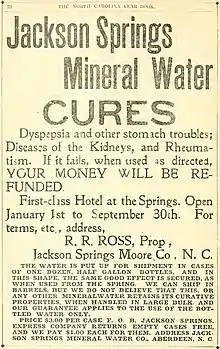 70 THE NORTH CAROLINA YEAR BOOK.
Jackson Springs
Mineral Water
CURES
Dyspepsia and other stomach troubles;
Diseases of the Kidneys, and Rheuma-
tism. If it fails, when used as directed,
YOUR MONEY WILL BE RE-
FUNDED.
First-class Hotel at the Springs. Open
January 1st to September 30th. For
terms, etc, address,
R. R. ROSS, Prop,
Jackson Springs Moore Co, N. C.
THE WATER IS PUT UP FOR SHIPMENT IN CASES
OF ONE DOZEN, HALF GALLON BOTTLES, AND IN
THIS SHAPE, THE SAME GOOD EFFECT IS SECURED, AS
WHEN USED FROM THE SPRING. WE CAN SHIP IN
BARRELS, BUT WE DO NOT BELIEVE THAT THIS, OR
ANY OTHER MINERAL WATER RETAINS ITS CURATIVE
PROPERTIES, WHEN HANDLED IN LARGE BULK AND
OUR GUARANTEE APPLIES TO THE USE OF THE BOT-
TLED WATER ONLY.
PRICE $3.00 PER CASE F. O. B. JACKSON SPRINGS.
EXPRESS COMPANY RETURNS EMPTY CASES FREE,
AND WE PAY $1.00 EACH FOR THEM. ADDRESS JACK-
SON SPRINGS MINERAL WATER CO., ABERDEEN, N. C.